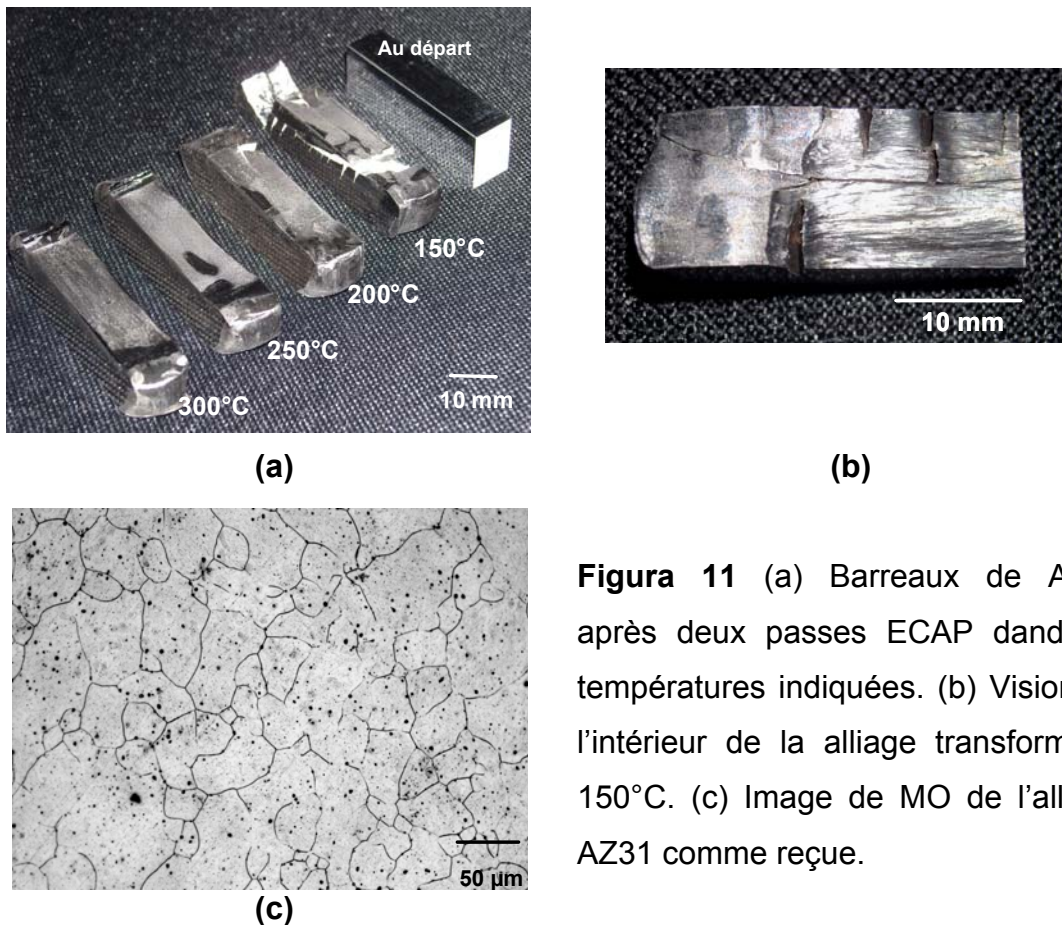 Au départ
150°C
200°C
250°C
300°C
10 mm
10 mm
(a)
(b)
50 µm
(c)
Figura 11 (a) Barreaux de
après deux passes ECAP dand
températures indiquées. (b) Vision
l'intérieur de la alliage transform
150°C. (c) Image de MO de l'all
AZ31 comme reçue.